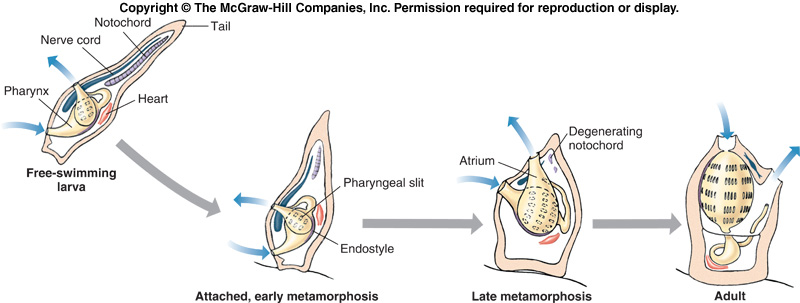 Copyright © The McGraw-Hill Companies, Inc. Permission required for reproduction or display.
Notochord
Tail
Nerve cord
Pharynx
Heart
Free-swimming
larva
Pharyngeal slit
Endostyle
Attached, early metamorphosis
Degenerating
notochord
Atrium
Late metamorphosis
Adult